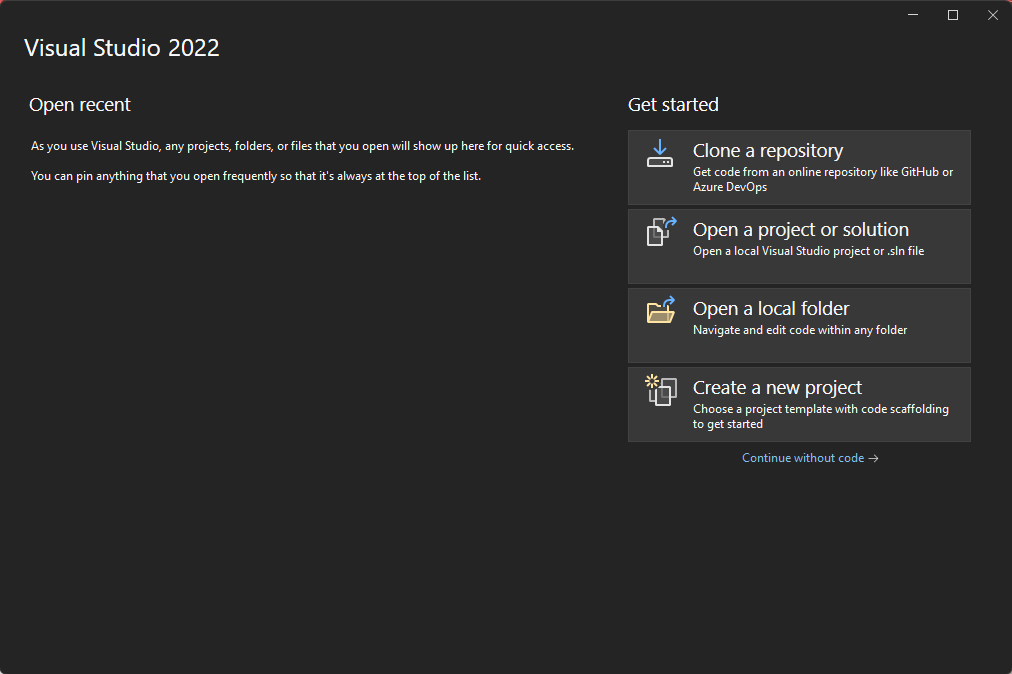 Visual Studio 2022
Open recent
As you use Visual Studio, any projects, folders, or files that you open will show up here for quick access.
You can pin anything that you open frequently so that it's always at the top of the list.
Get started
Clone a repository
Get code from an online repository like GitHub or
Azure DevOps
Open a project or solution
Open a local Visual Studio project or .sln file
Open a local folder
Navigate and edit code within any folder
Create a new project
Choose a project template with code scaffolding
to get started
Continue without code →